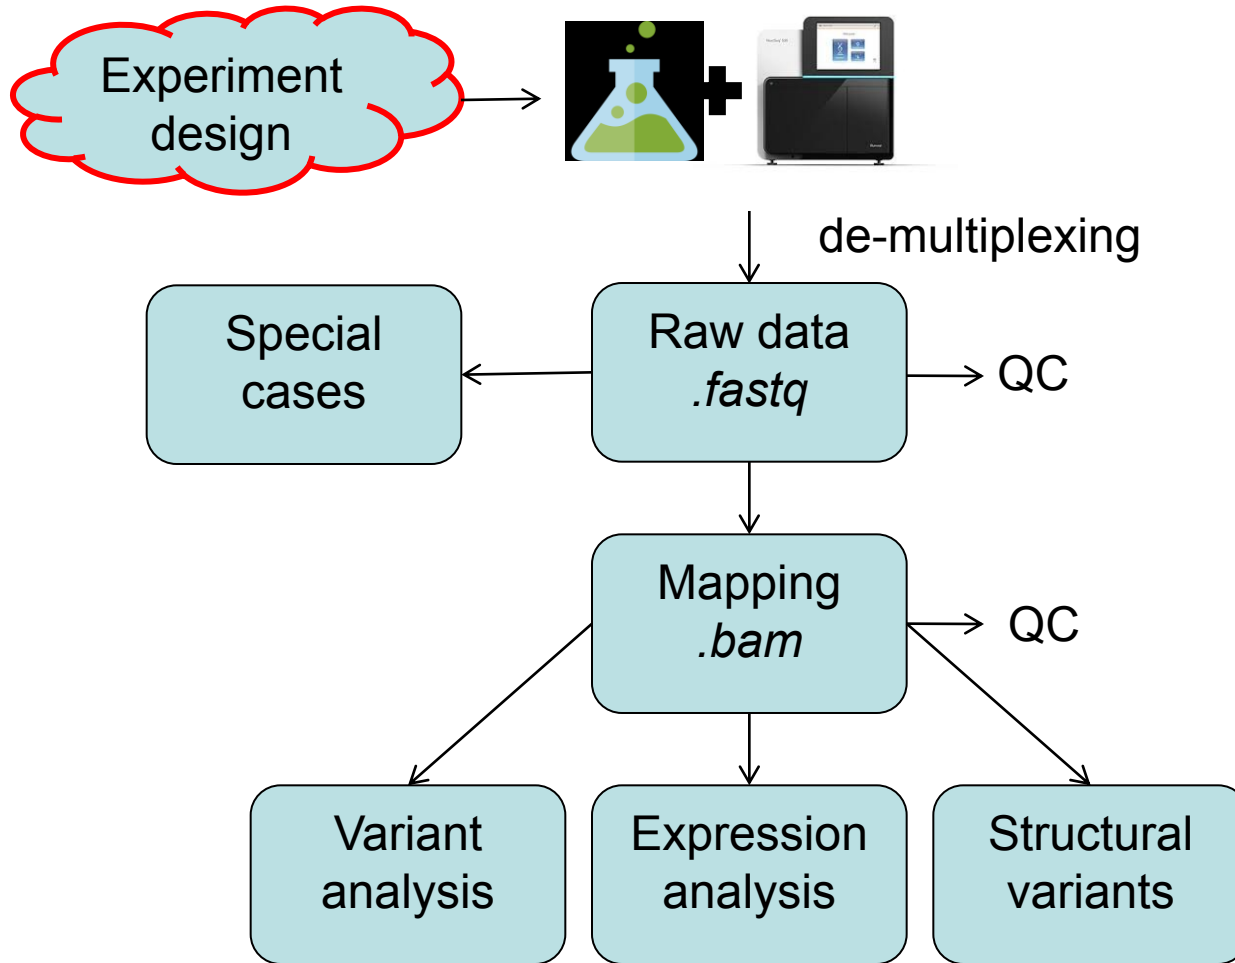 Experiment
design
de-multiplexing
Special
cases
Raw data
.fastq
QC
Mapping
.bam
QC
Variant
analysis
Expression
analysis
Structural
variants